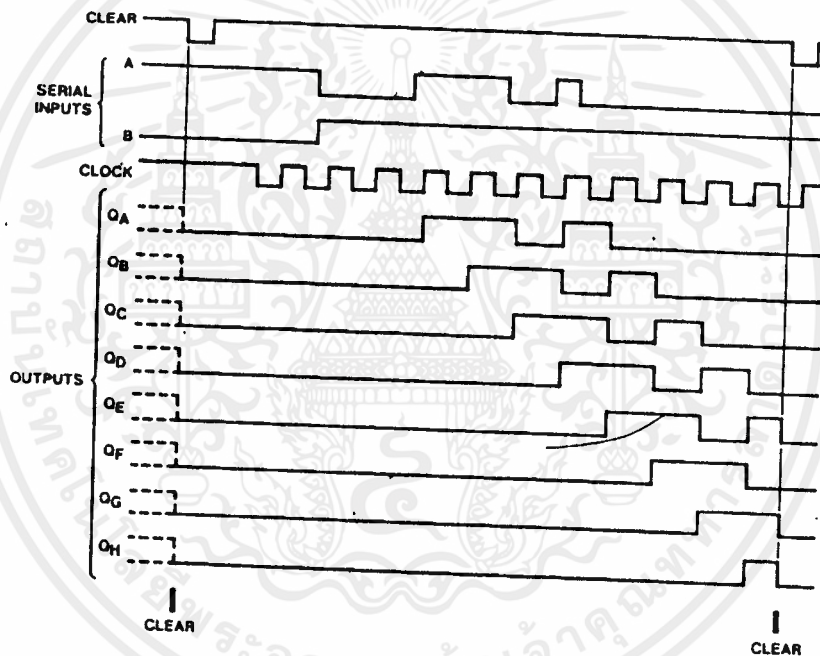 CLEAR
A
SERIAL
INPUTS
B
CLOCK
QA
QB
QC
QD
OUTPUTS
QE
QF
QG
QH
CLEAR
CLEAR